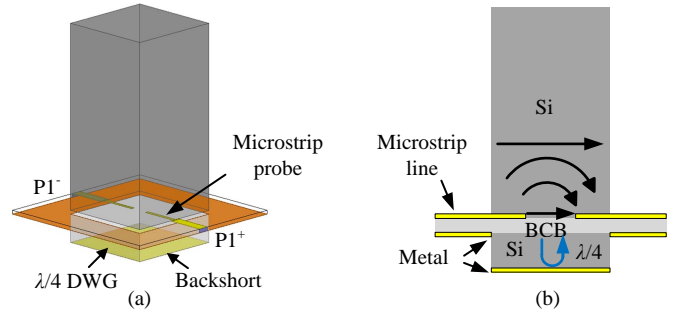 Microstrip
probe
P1-
P1+
λ/4 DWG
Backshort
(a)
Si
Microstrip
line
BCB
Si
λ/4
Metal
(b)